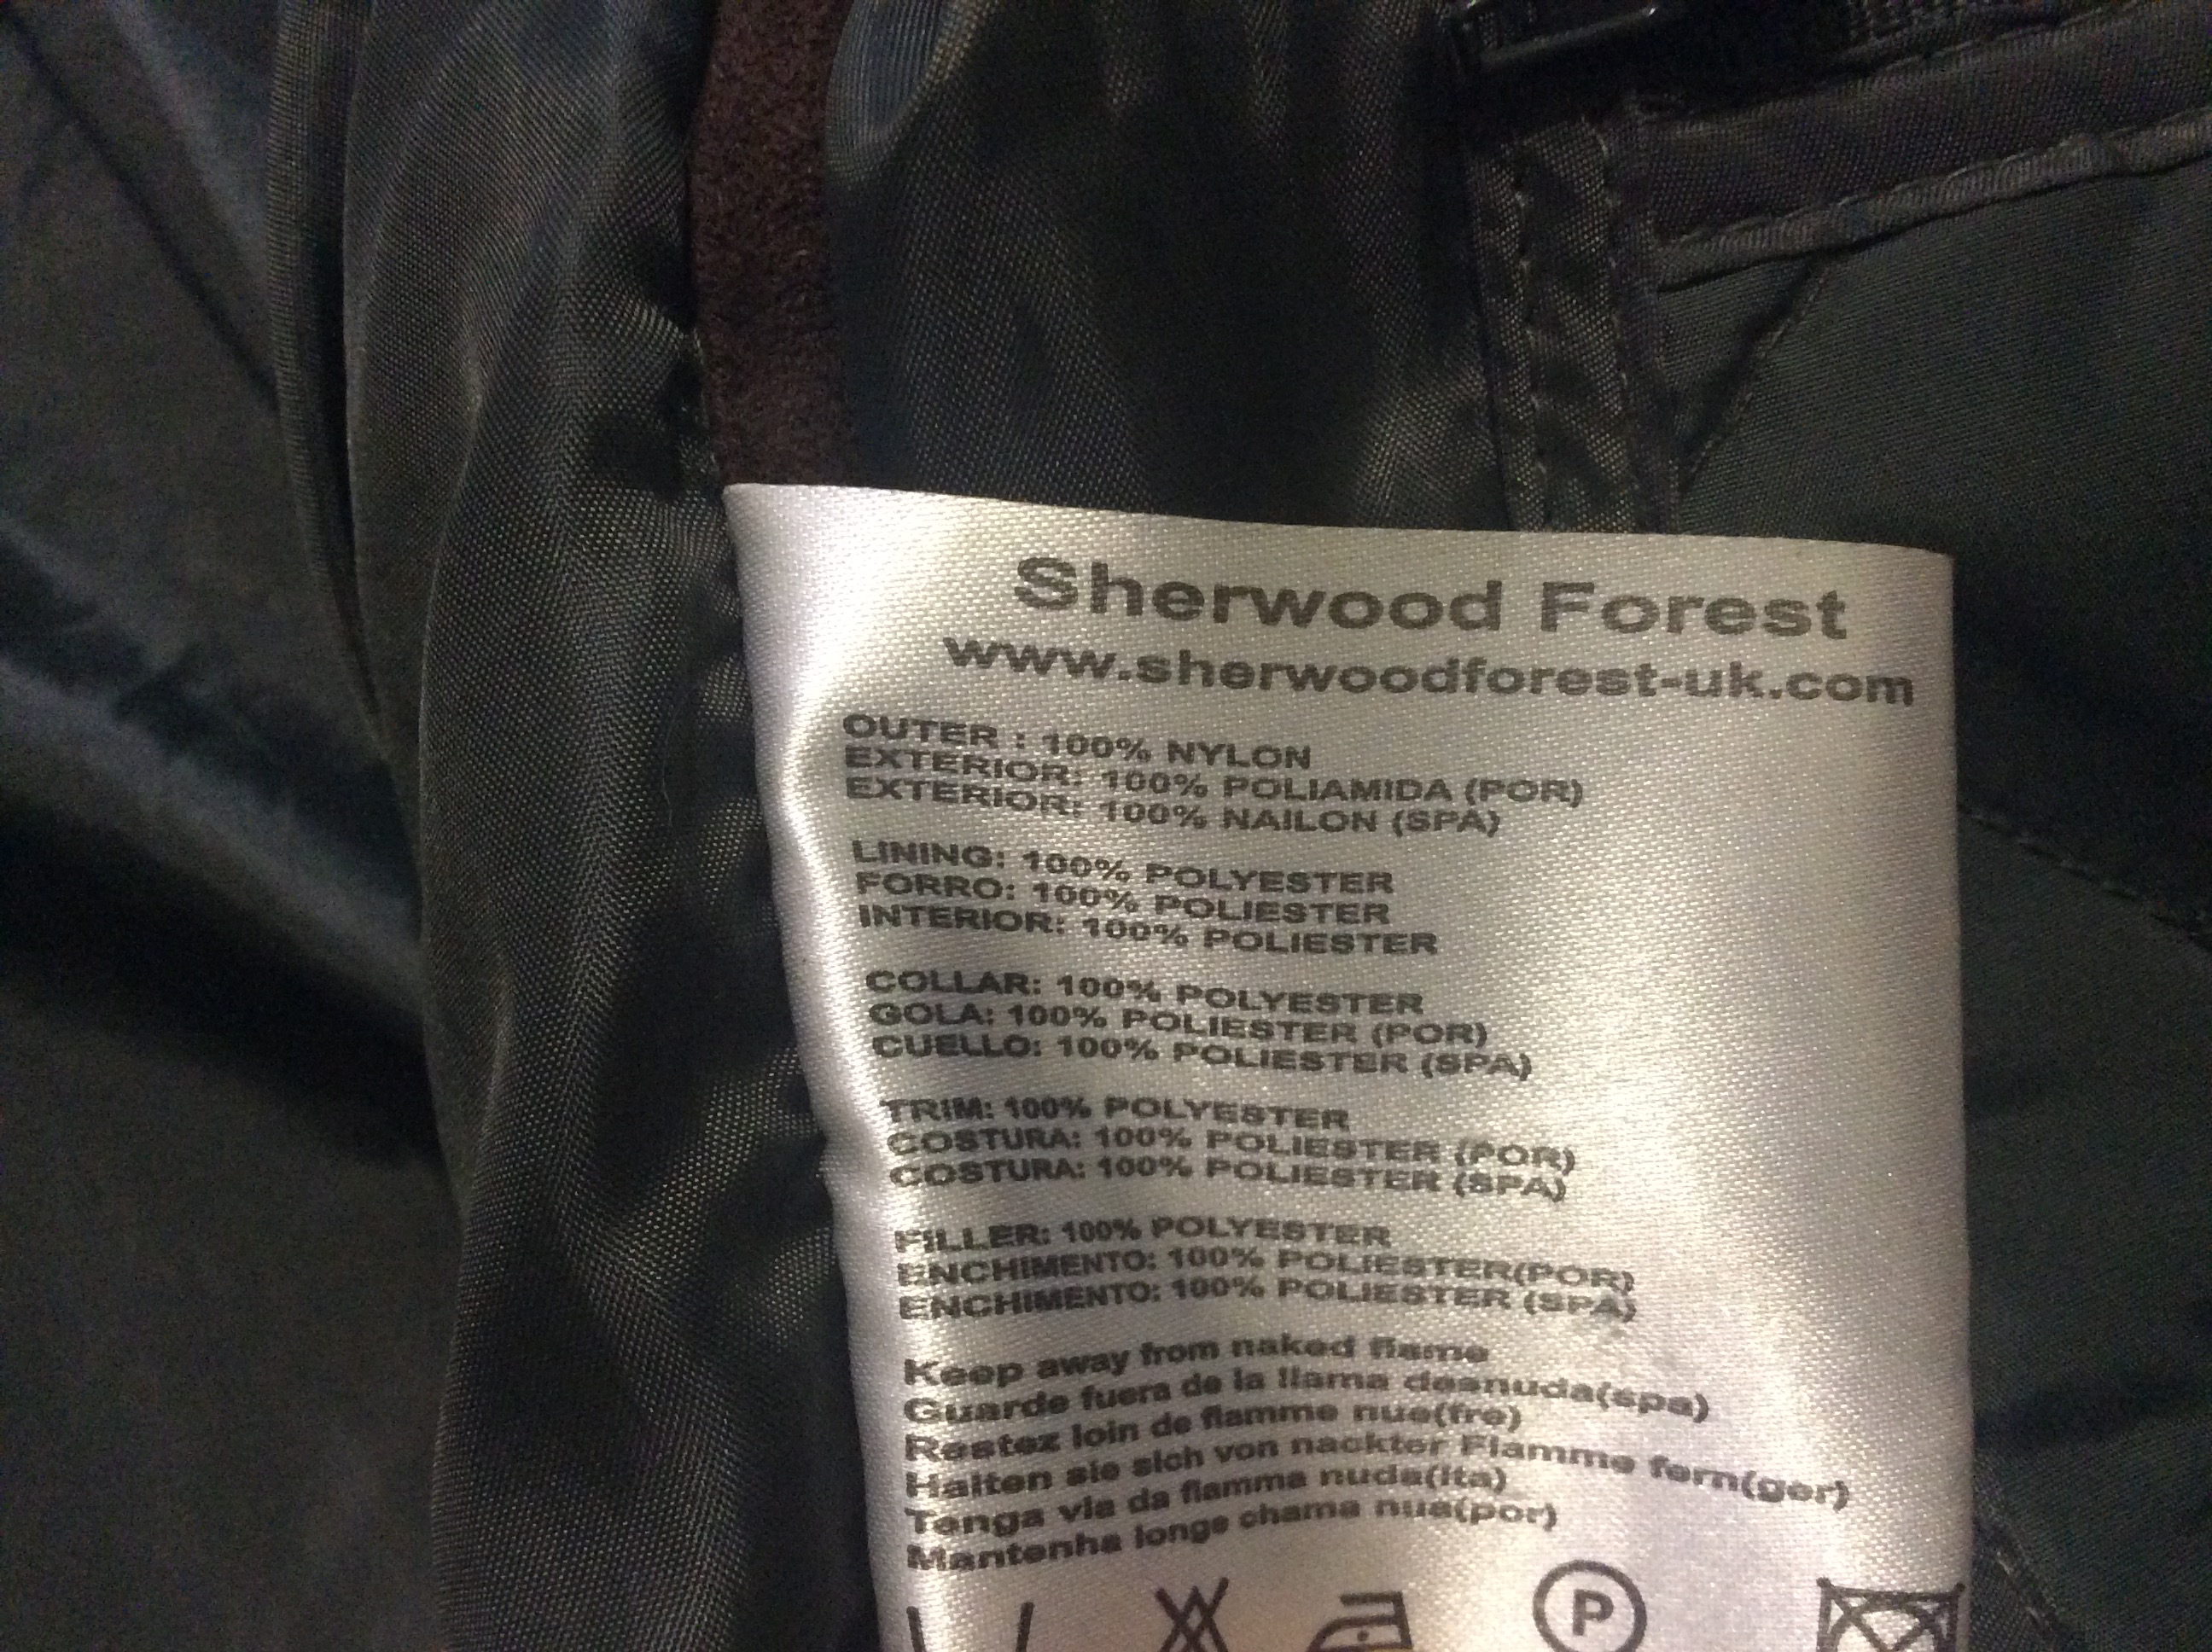 Sherwood Forest
www.sherwoodforest-uk.com
OUTER : 100% NYLON
EXTERIOR: 100% POLIAMIDA (POR)
EXTERIOR: 100% NAILON (SPA)
LINING: 100% POLYESTER
FORRO: 100% POLIESTER
INTERIOR: 100% POLIESTER
COLLAR: 100% POLYESTER
GOLA: 100% POLIESTER (POR)
CUELLO: 100% POLIESTER (SPA)
TRIM: 100% POLYESTER
COSTURA: 100% POLIESTER (POR)
COSTURA: 100% POLIESTER (SPA)
FILLER: 100% POLYESTER
ENCHIMENTO: 100% POLIESTER(POR)
ENCHIMENTO: 100% POLIESTER (SPA)
Keep away from naked flame
Guarde fuera de la llama desnuda(spa)
Restez loin de flamme nue(fre)
Halten sie sich von nackter Flamme fern(ger)
Tenga via da fiamma nuda(ita)
Mantenha longe chama nua(por)
P